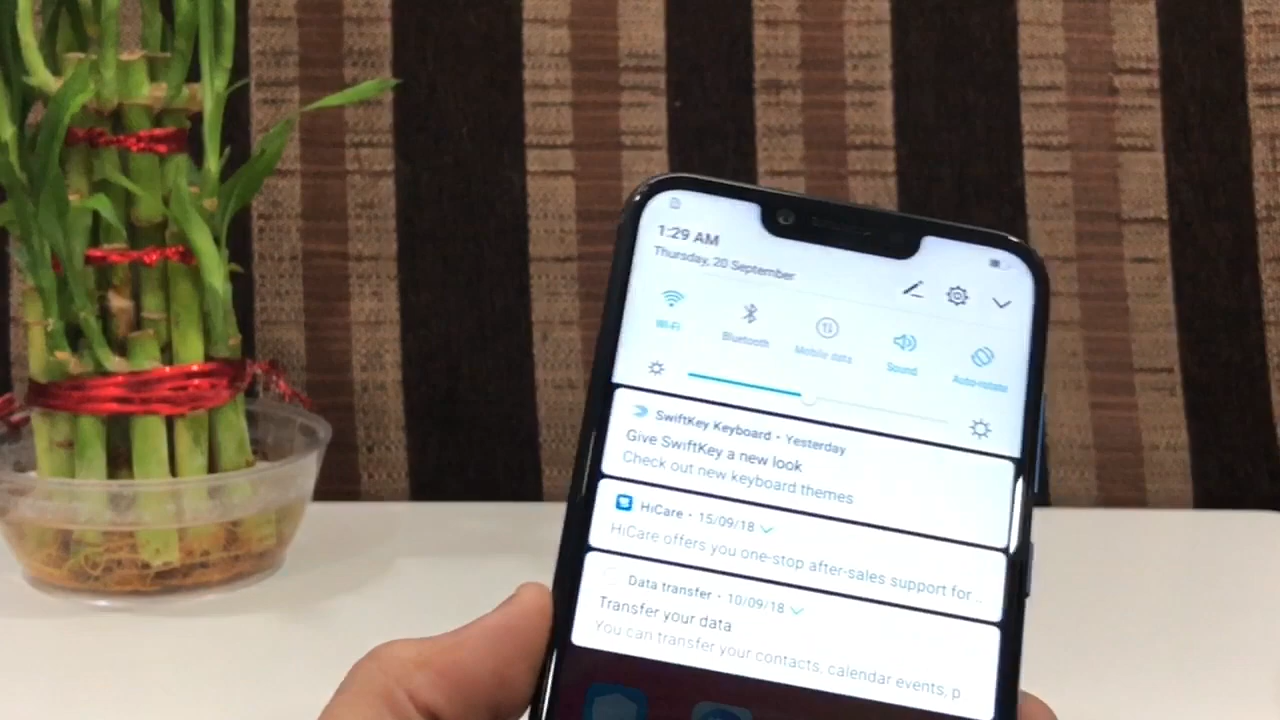 1:29 AM
Thursday, 20 September
Wi-Fi
Bluetooth
Mobile data
Sound
Auto-rotate
SwiftKey Keyboard • Yesterday
Give SwiftKey a new look
Check out new keyboard themes
HiCare • 15/09/18
HiCare offers you one-stop after-sales support for ...
Data transfer • 10/09/18
Transfer your data
You can transfer your contacts, calendar events, p